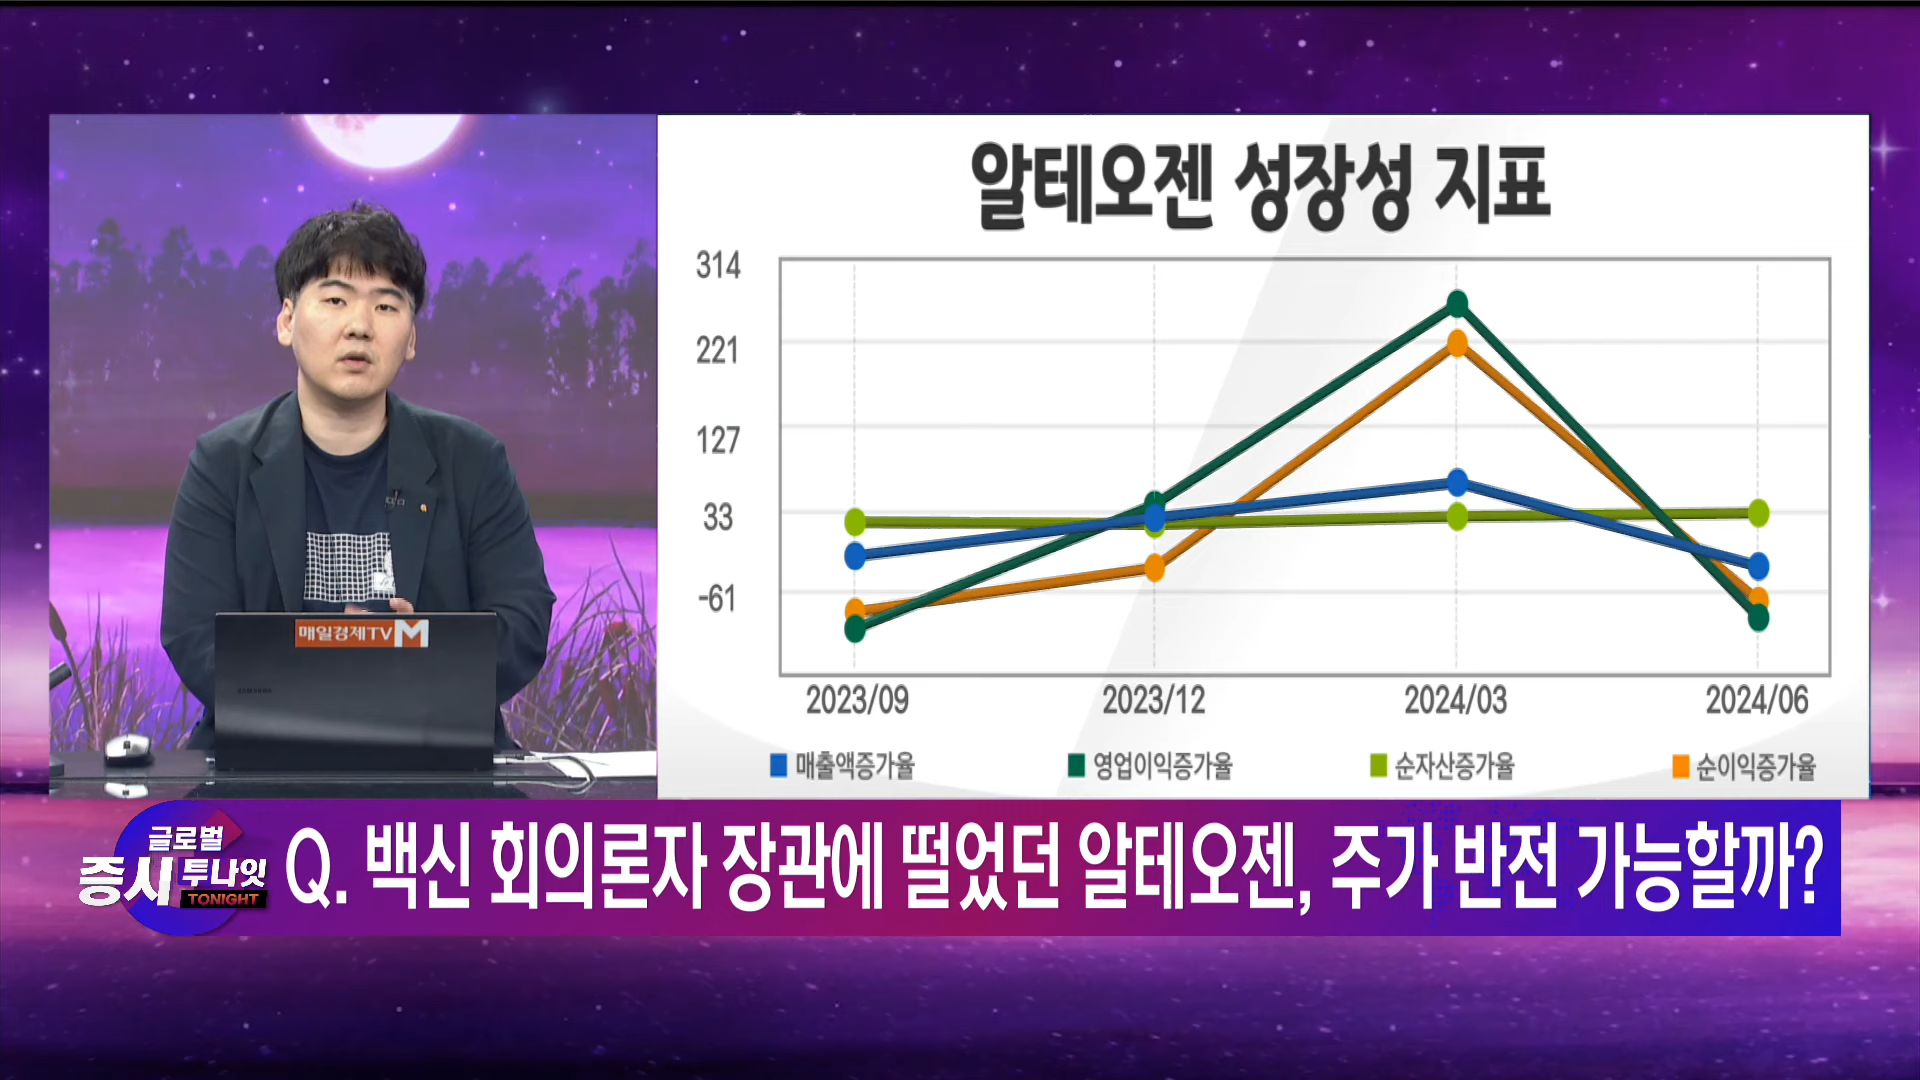 알테오젠 성장성 지표
314
221
127
33
-61
2023/09 2023/12 2024/03 2024/06
매출액증가율 영업이익증가율 순자산증가율 순이익증가율
매일경제TV M
SAMSUNG
글로벌
증시 투나잇
TONIGHT
Q. 백신 회의론자 장관에 떨었던 알테오젠, 주가 반전 가능할까?